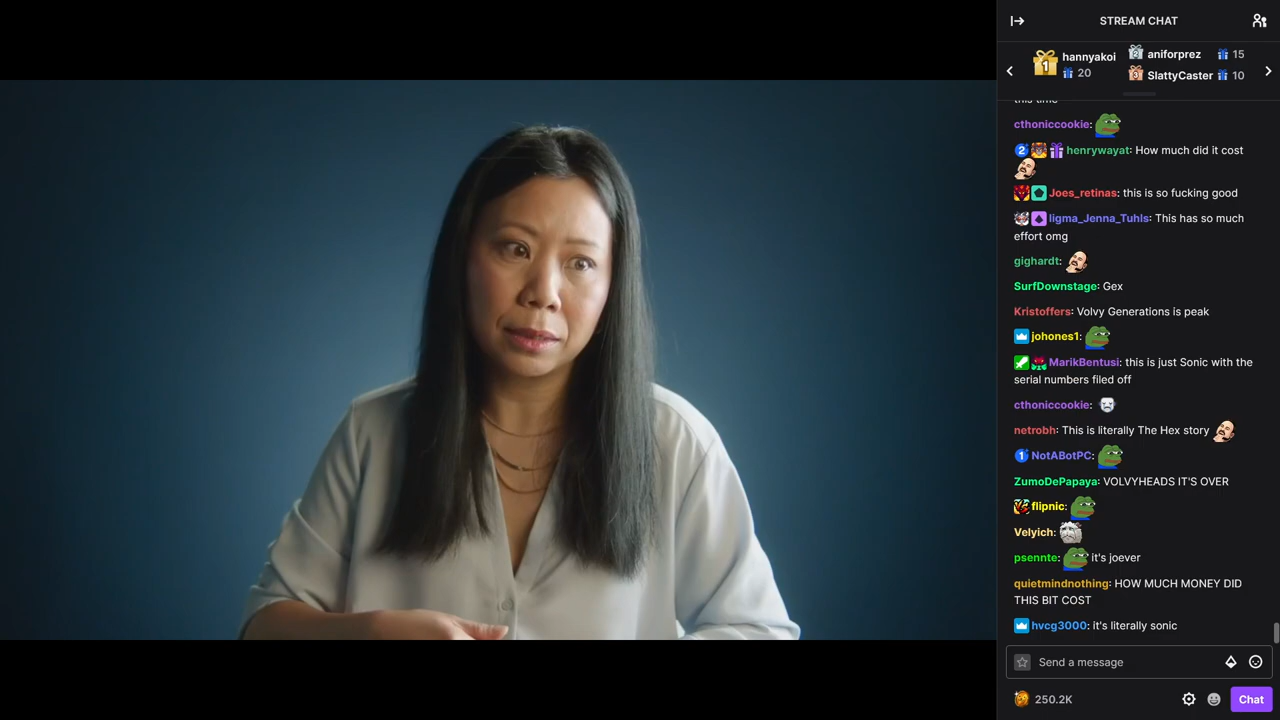 STREAM CHAT
hannyakoi
20
aniforprez 15
SlattyCaster 10
this time
cthoniccookie:
henrywayat: How much did it cost
Joes_retinas: this is so fucking good
ligma_Jenna_Tuhls: This has so much
effort omg
gighardt:
SurfDownstage: Gex
Kristoffers: Volvy Generations is peak
johones1:
MarikBentusi: this is just Sonic with the
serial numbers filed off
cthoniccookie:
netrobh: This is literally The Hex story
NotABotPC:
ZumoDePapaya: VOLVYHEADS IT'S OVER
flipnic:
Velyich:
psennte: it's joever
quietmindnothing: HOW MUCH MONEY DID
THIS BIT COST
hvcg3000: it's literally sonic
Send a message
250.2K
Chat